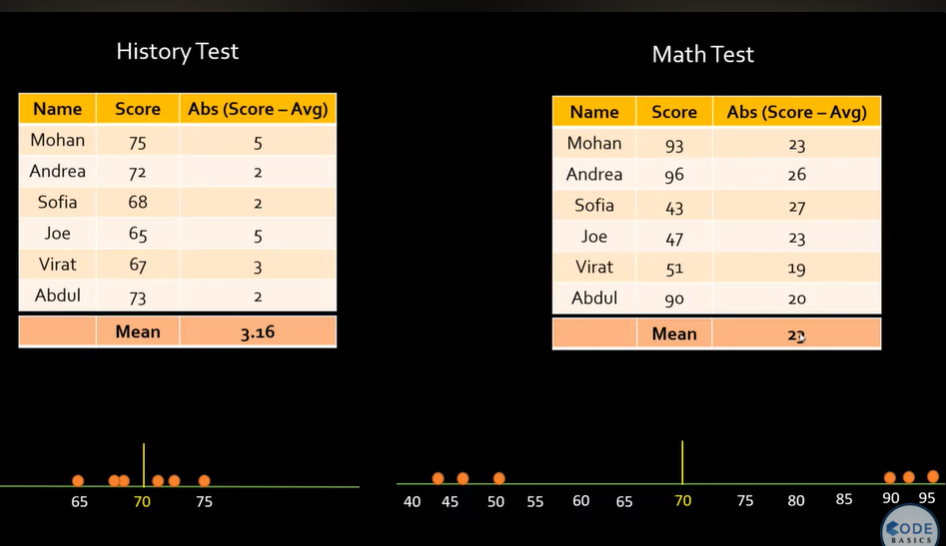 History Test
Name Score Abs (Score – Avg)
Mohan 75 5
Andrea 72 2
Sofia 68 2
Joe 65 5
Virat 67 3
Abdul 73 2
Mean 3.16
65 70 75
Math Test
Name Score Abs (Score – Avg)
Mohan 93 23
Andrea 96 26
Sofia 43 27
Joe 47 23
Virat 51 19
Abdul 90 20
Mean 23
40 45 50 55 60 65 70 75 80 85 90 95
CODE
BASICS